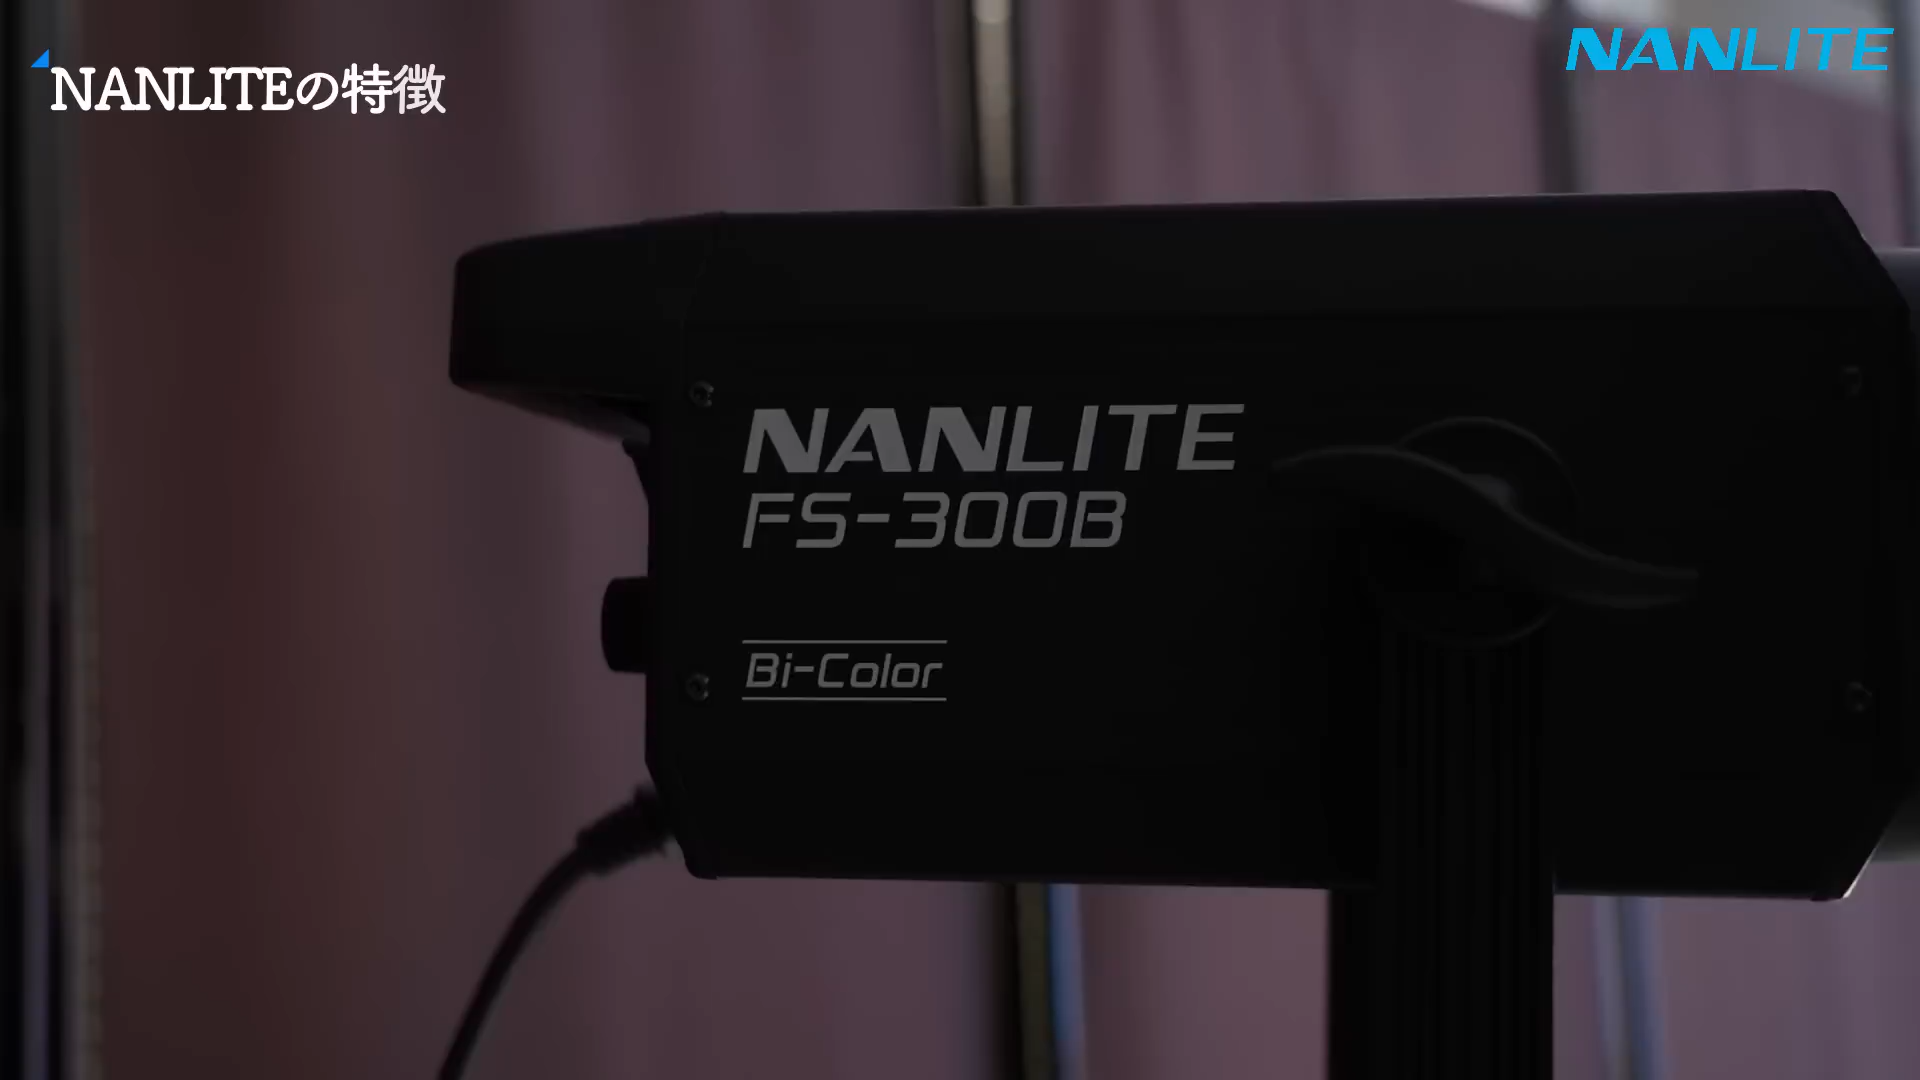 NANLITEの特徴
NANLITE
NANLITE
FS-300B
Bi-Color